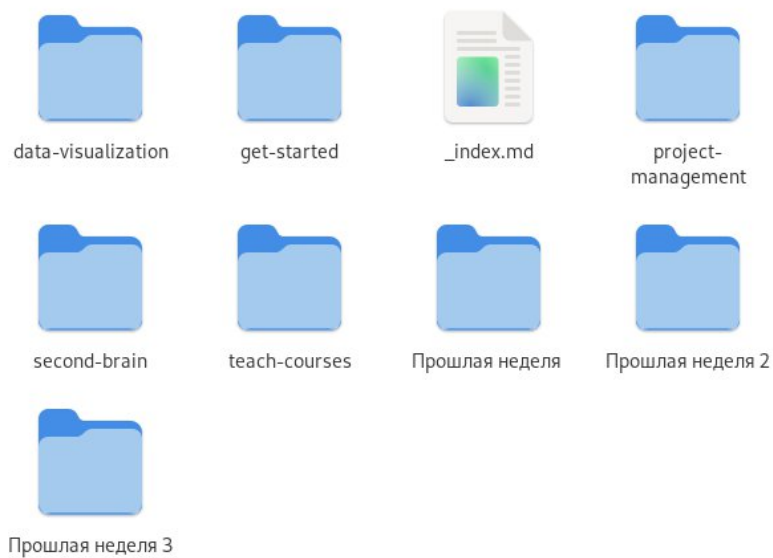 data-visualization
get-started
_index.md
project-
management
second-brain
teach-courses
Прошлая неделя
Прошлая неделя 2
Прошлая неделя 3